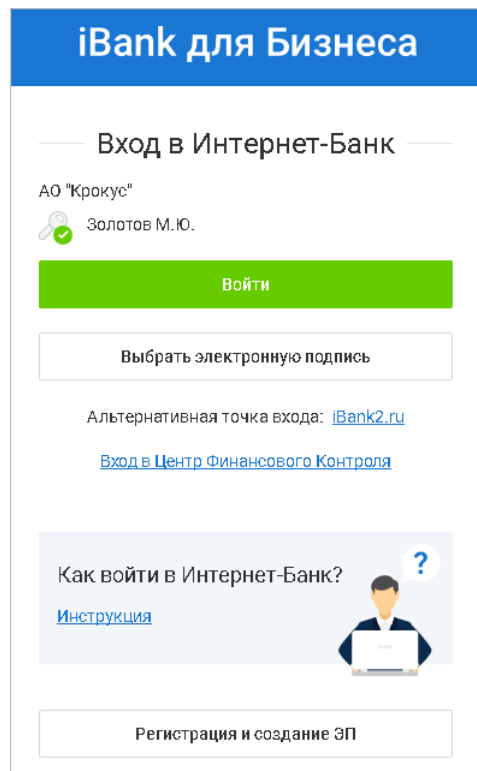 iBank для Бизнеса
Вход в Интернет-Банк
АО "Крокус"
Золотов М.Ю.
Войти
Выбрать электронную подпись
Альтернативная точка входа: iBank2.ru
Вход в Центр Финансового Контроля
?
Как войти в Интернет-Банк?
Инструкция
Регистрация и создание ЭП